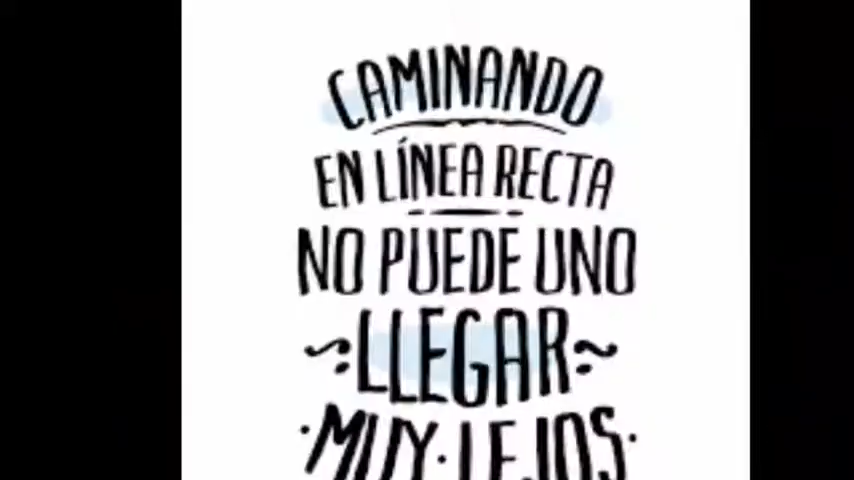 CAMINANDO
EN LÍNEA RECTA
NO PUEDE UNO
LLEGAR
MUY·LEJOS